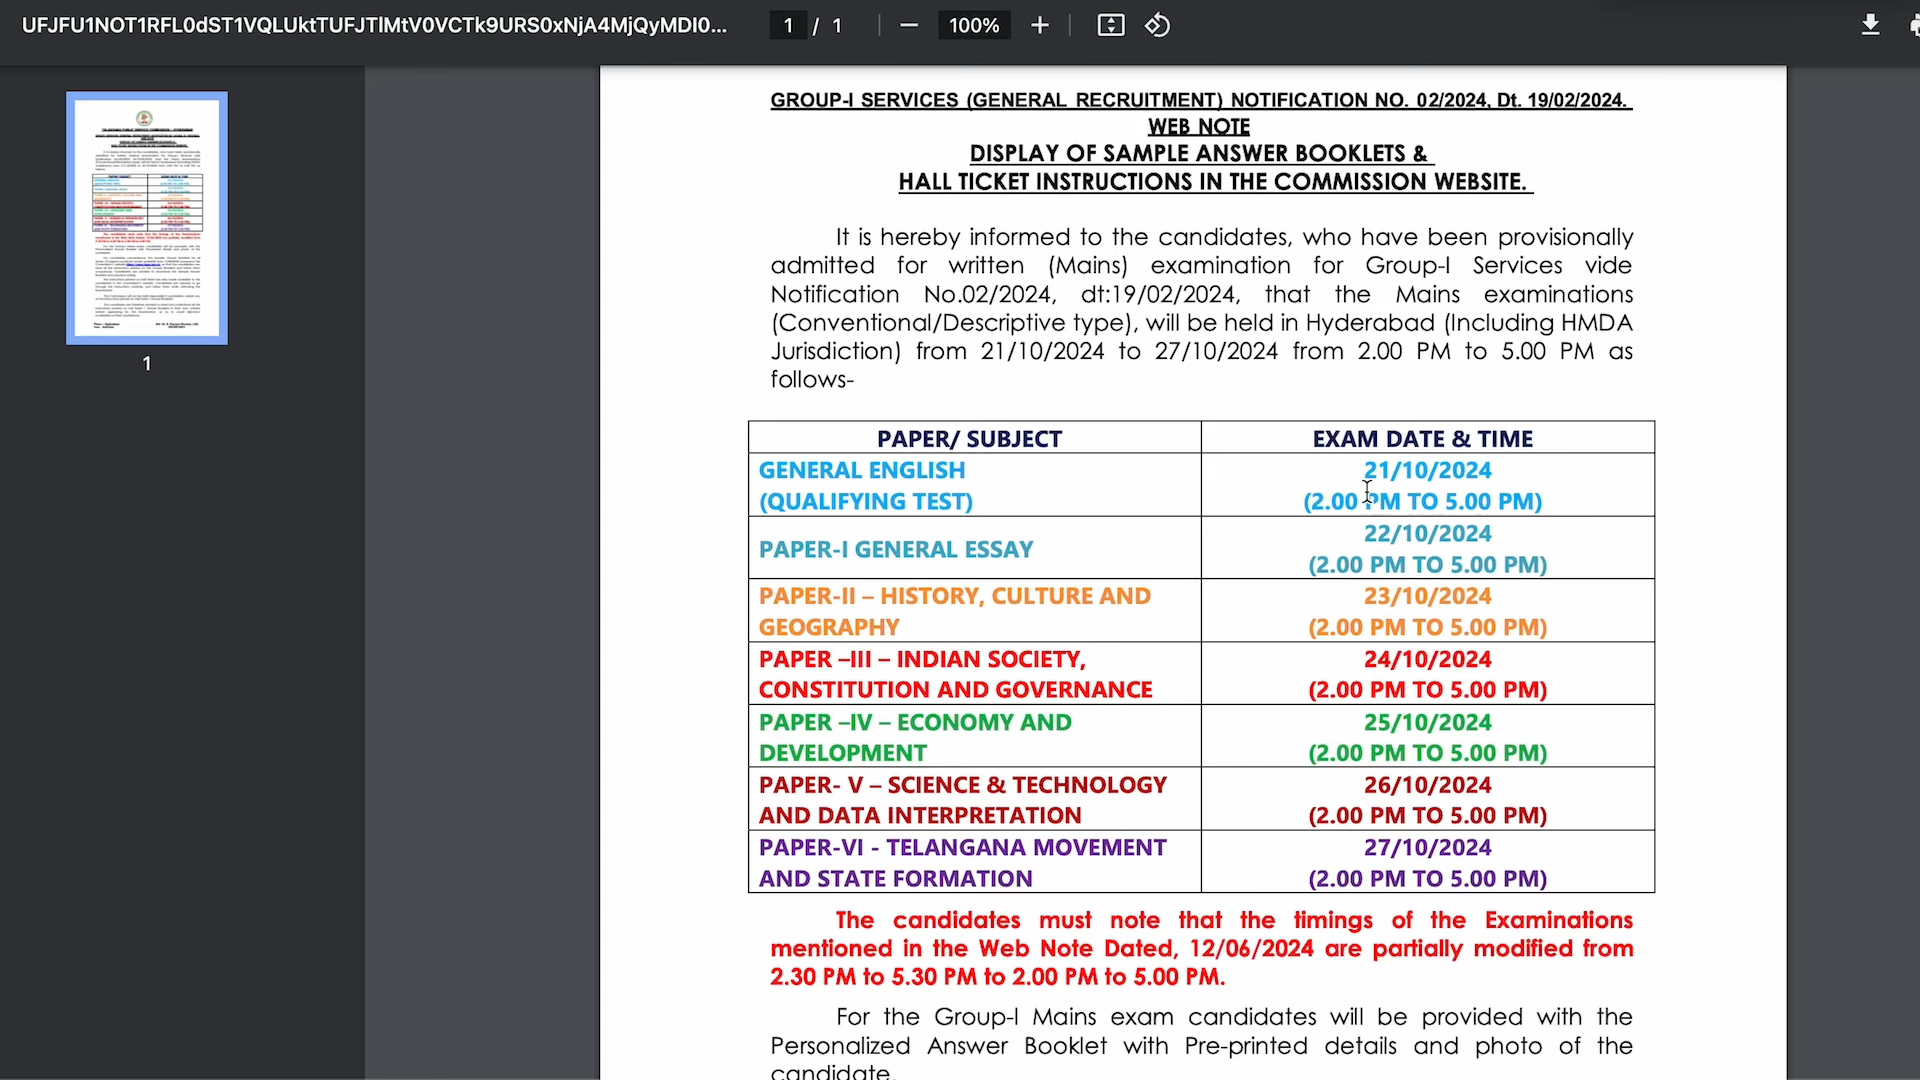 UFJFU1NOT1RFL0dST1VQLUktTUFJTlMtV0VCTk9URS0xNjA4MjQyMDI0...
1 / 1
100%
1
GROUP-I SERVICES (GENERAL RECRUITMENT) NOTIFICATION NO. 02/2024, Dt. 19/02/2024.
WEB NOTE
DISPLAY OF SAMPLE ANSWER BOOKLETS &
HALL TICKET INSTRUCTIONS IN THE COMMISSION WEBSITE.
It is hereby informed to the candidates, who have been provisionally
admitted for written (Mains) examination for Group-I Services vide
Notification No.02/2024, dt:19/02/2024, that the Mains examinations
(Conventional/Descriptive type), will be held in Hyderabad (Including HMDA
Jurisdiction) from 21/10/2024 to 27/10/2024 from 2.00 PM to 5.00 PM as
follows-
PAPER/ SUBJECT EXAM DATE & TIME
GENERAL ENGLISH 21/10/2024
(QUALIFYING TEST) (2.00 PM TO 5.00 PM)
PAPER-I GENERAL ESSAY 22/10/2024
(2.00 PM TO 5.00 PM)
PAPER-II – HISTORY, CULTURE AND 23/10/2024
GEOGRAPHY (2.00 PM TO 5.00 PM)
PAPER –III – INDIAN SOCIETY, 24/10/2024
CONSTITUTION AND GOVERNANCE (2.00 PM TO 5.00 PM)
PAPER –IV – ECONOMY AND 25/10/2024
DEVELOPMENT (2.00 PM TO 5.00 PM)
PAPER- V – SCIENCE & TECHNOLOGY 26/10/2024
AND DATA INTERPRETATION (2.00 PM TO 5.00 PM)
PAPER-VI - TELANGANA MOVEMENT 27/10/2024
AND STATE FORMATION (2.00 PM TO 5.00 PM)
The candidates must note that the timings of the Examinations
mentioned in the Web Note Dated, 12/06/2024 are partially modified from
2.30 PM to 5.30 PM to 2.00 PM to 5.00 PM.
For the Group-I Mains exam candidates will be provided with the
Personalized Answer Booklet with Pre-printed details and photo of the
candidate.